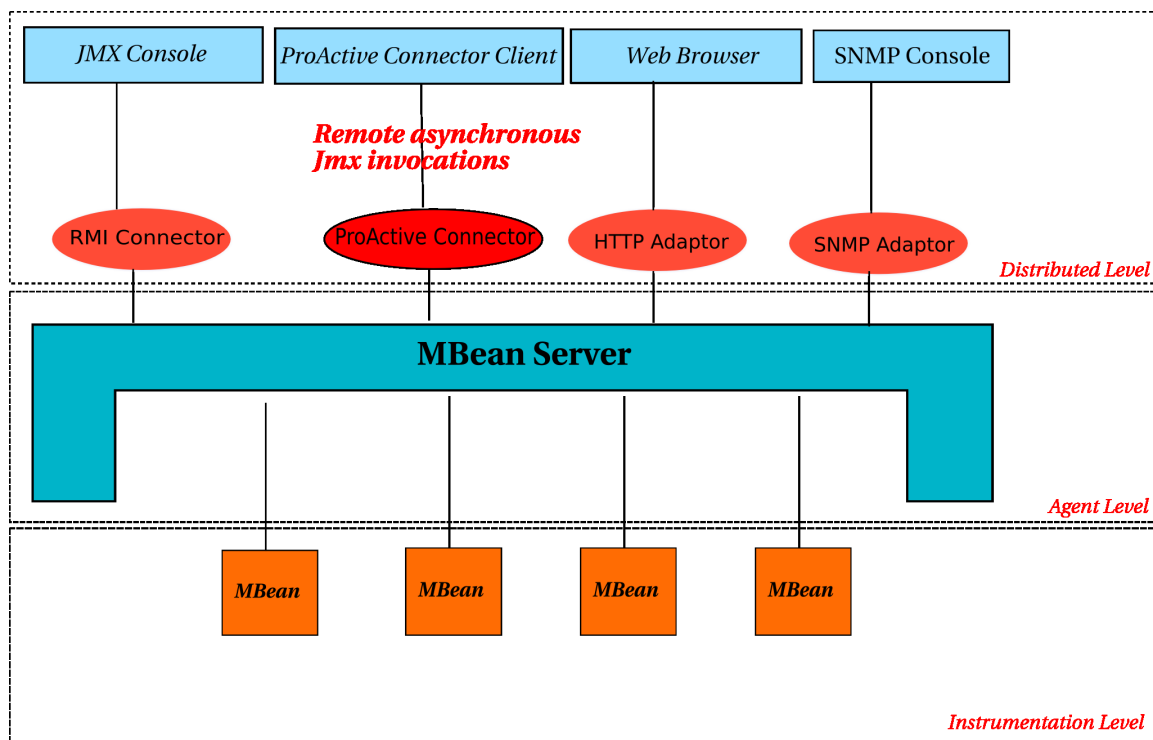 JMX Console
ProActive Connector Client
Web Browser
SNMP Console
Remote asynchronous
Jmx invocations
RMI Connector
ProActive Connector
HTTP Adaptor
SNMP Adaptor
Distributed Level
MBean Server
Agent Level
MBean
MBean
MBean
MBean
Instrumentation Level